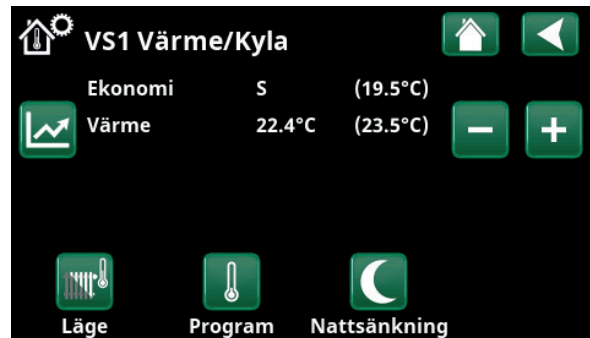 VS1 Värme/Kyla
Ekonomi S (19.5°C)
Värme 22.4°C (23.5°C)
Läge Program Nattsänkning